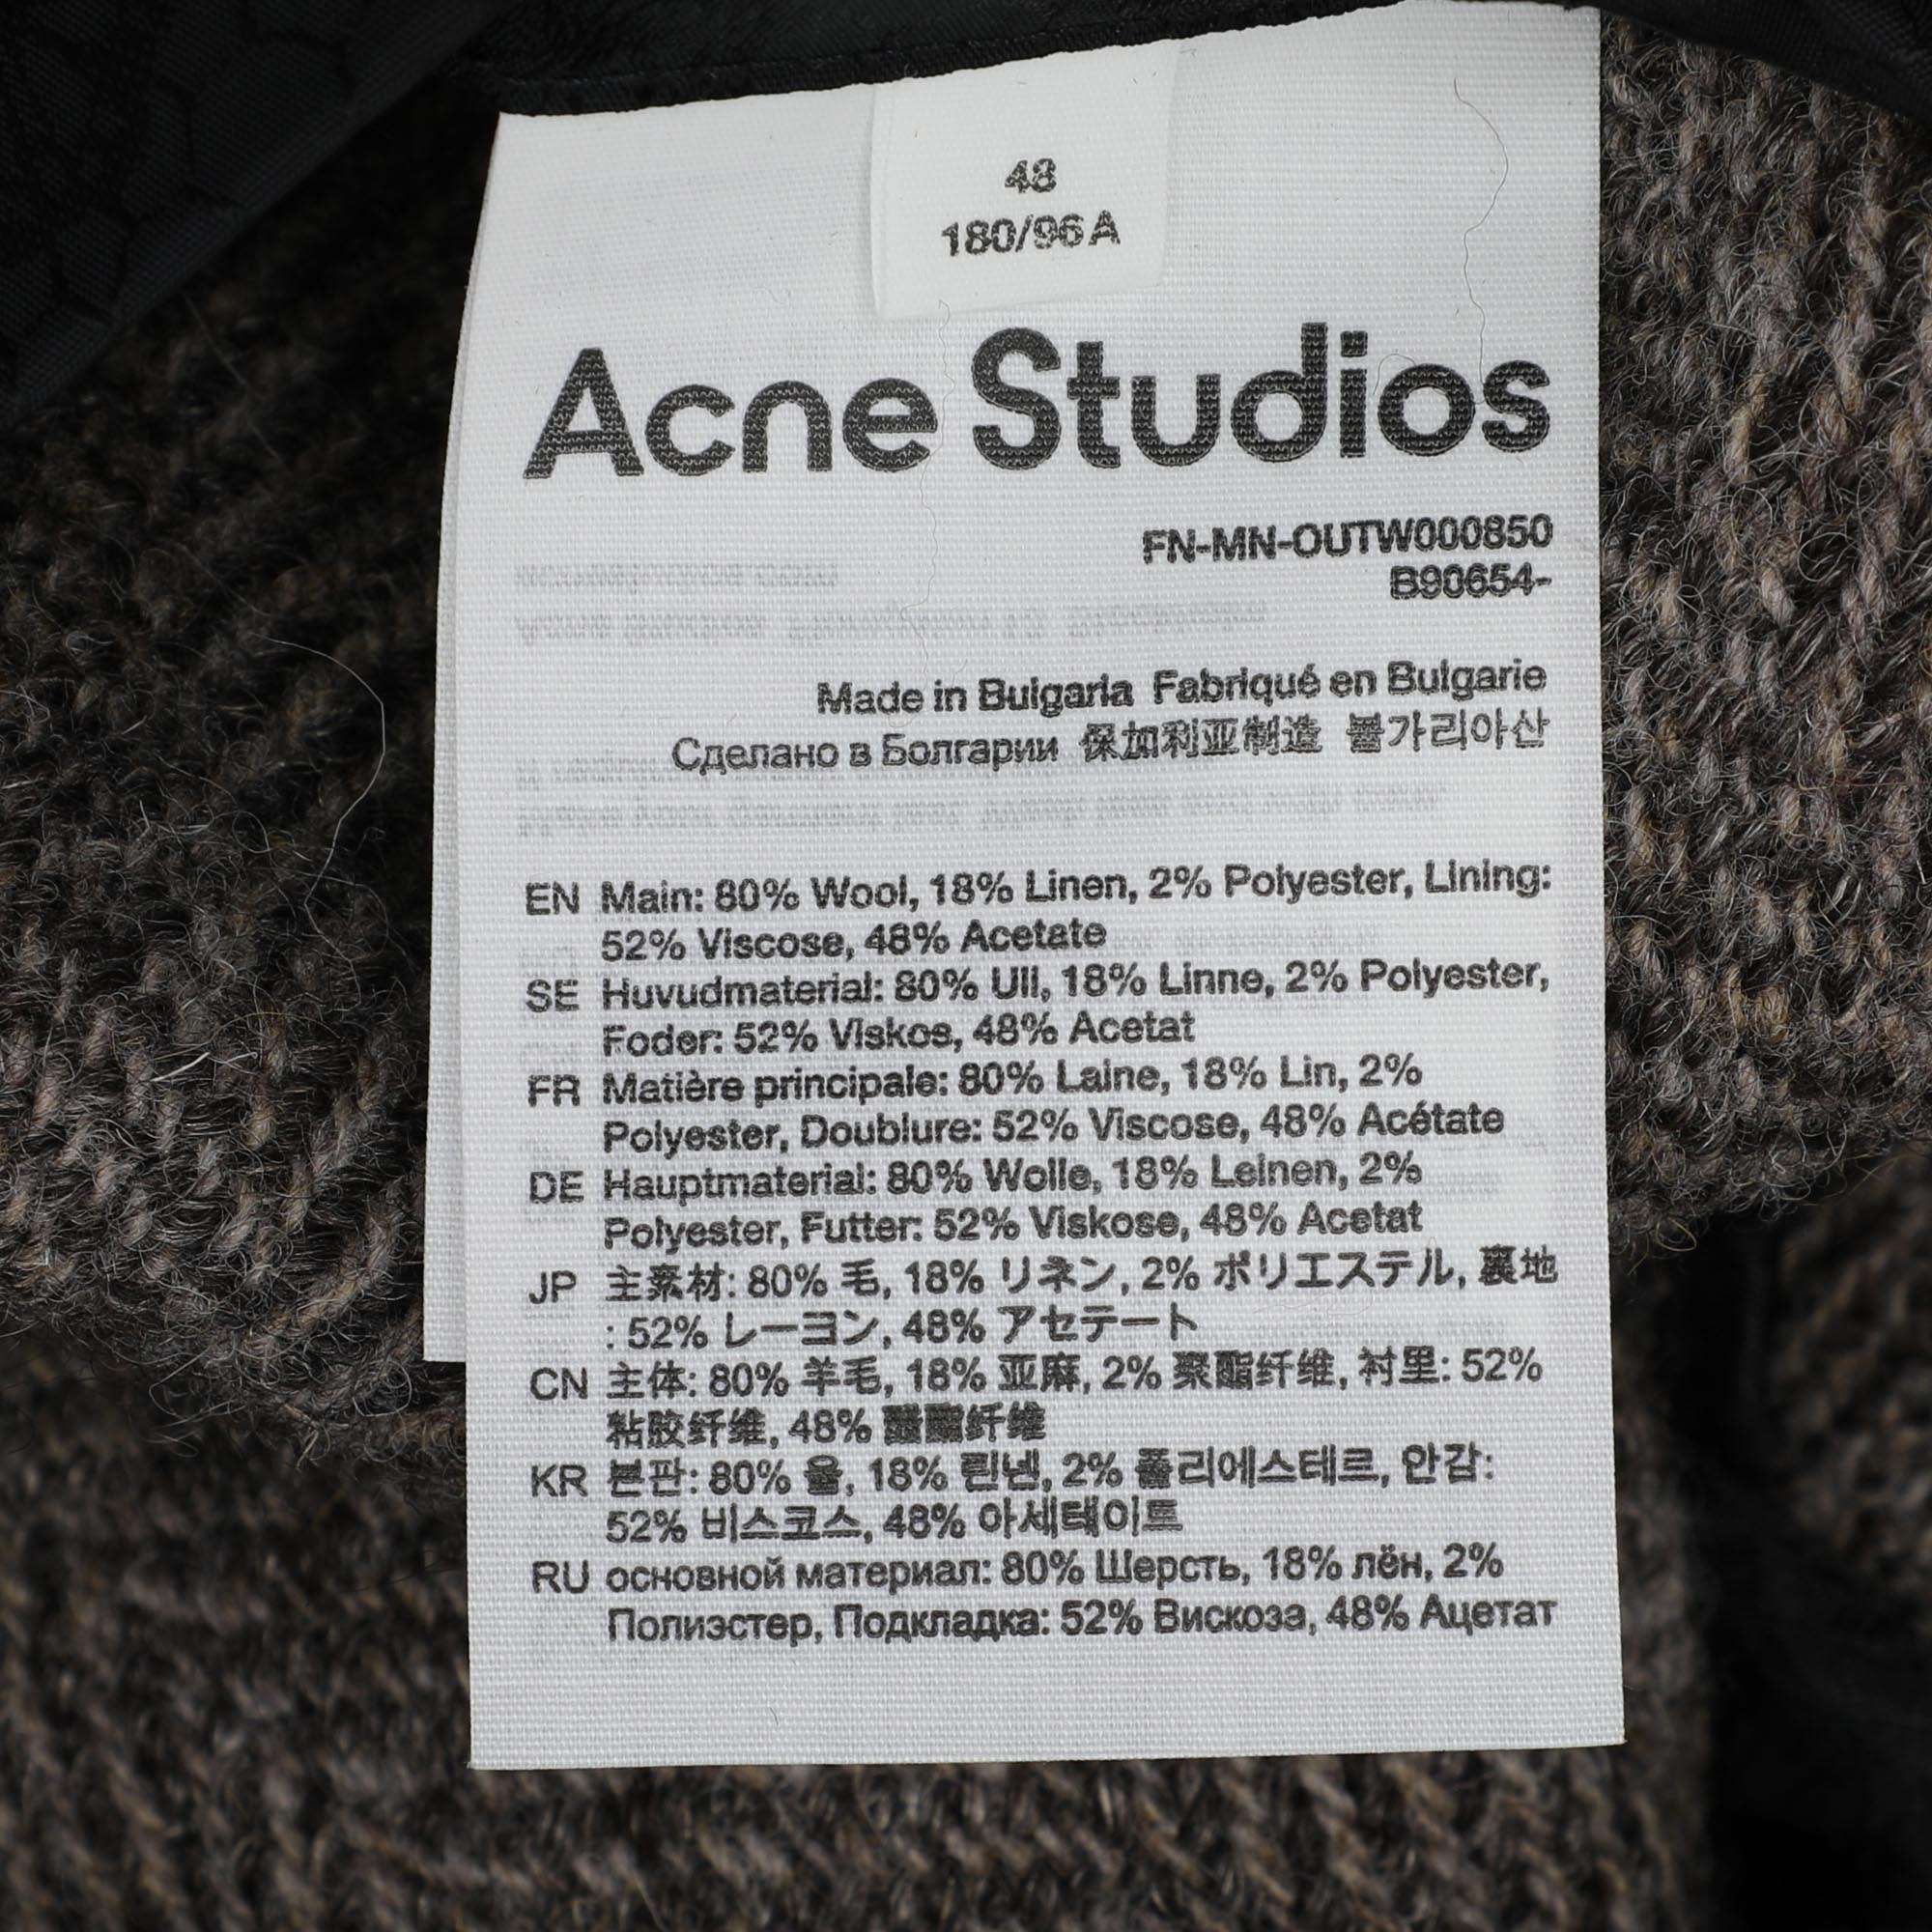 48
180/96A
Acne Studios
FN-MN-OUTW000850
B90654-
Made in Bulgaria Fabriqué en Bulgarie
Сделано в Болгарии 保加利亚制造 불가리아산
EN Main: 80% Wool, 18% Linen, 2% Polyester, Lining:
52% Viscose, 48% Acetate
SE Huvudmaterial: 80% Ull, 18% Linne, 2% Polyester,
Foder: 52% Viskos, 48% Acetat
FR Matière principale: 80% Laine, 18% Lin, 2%
Polyester, Doublure: 52% Viscose, 48% Acétate
DE Hauptmaterial: 80% Wolle, 18% Leinen, 2%
Polyester, Futter: 52% Viskose, 48% Acetat
JP 主素材: 80% 毛, 18% リネン, 2% ポリエステル, 裏地
: 52% レーヨン, 48% アセテート
CN 主体: 80% 羊毛, 18% 亚麻, 2% 聚酯纤维, 衬里: 52%
粘胶纤维, 48% 醋酯纤维
KR 본판: 80% 울, 18% 린넨, 2% 폴리에스테르, 안감:
52% 비스코스, 48% 아세테이트
RU основной материал: 80% Шерсть, 18% лён, 2%
Полиэстер, Подкладка: 52% Вискоза, 48% Ацетат